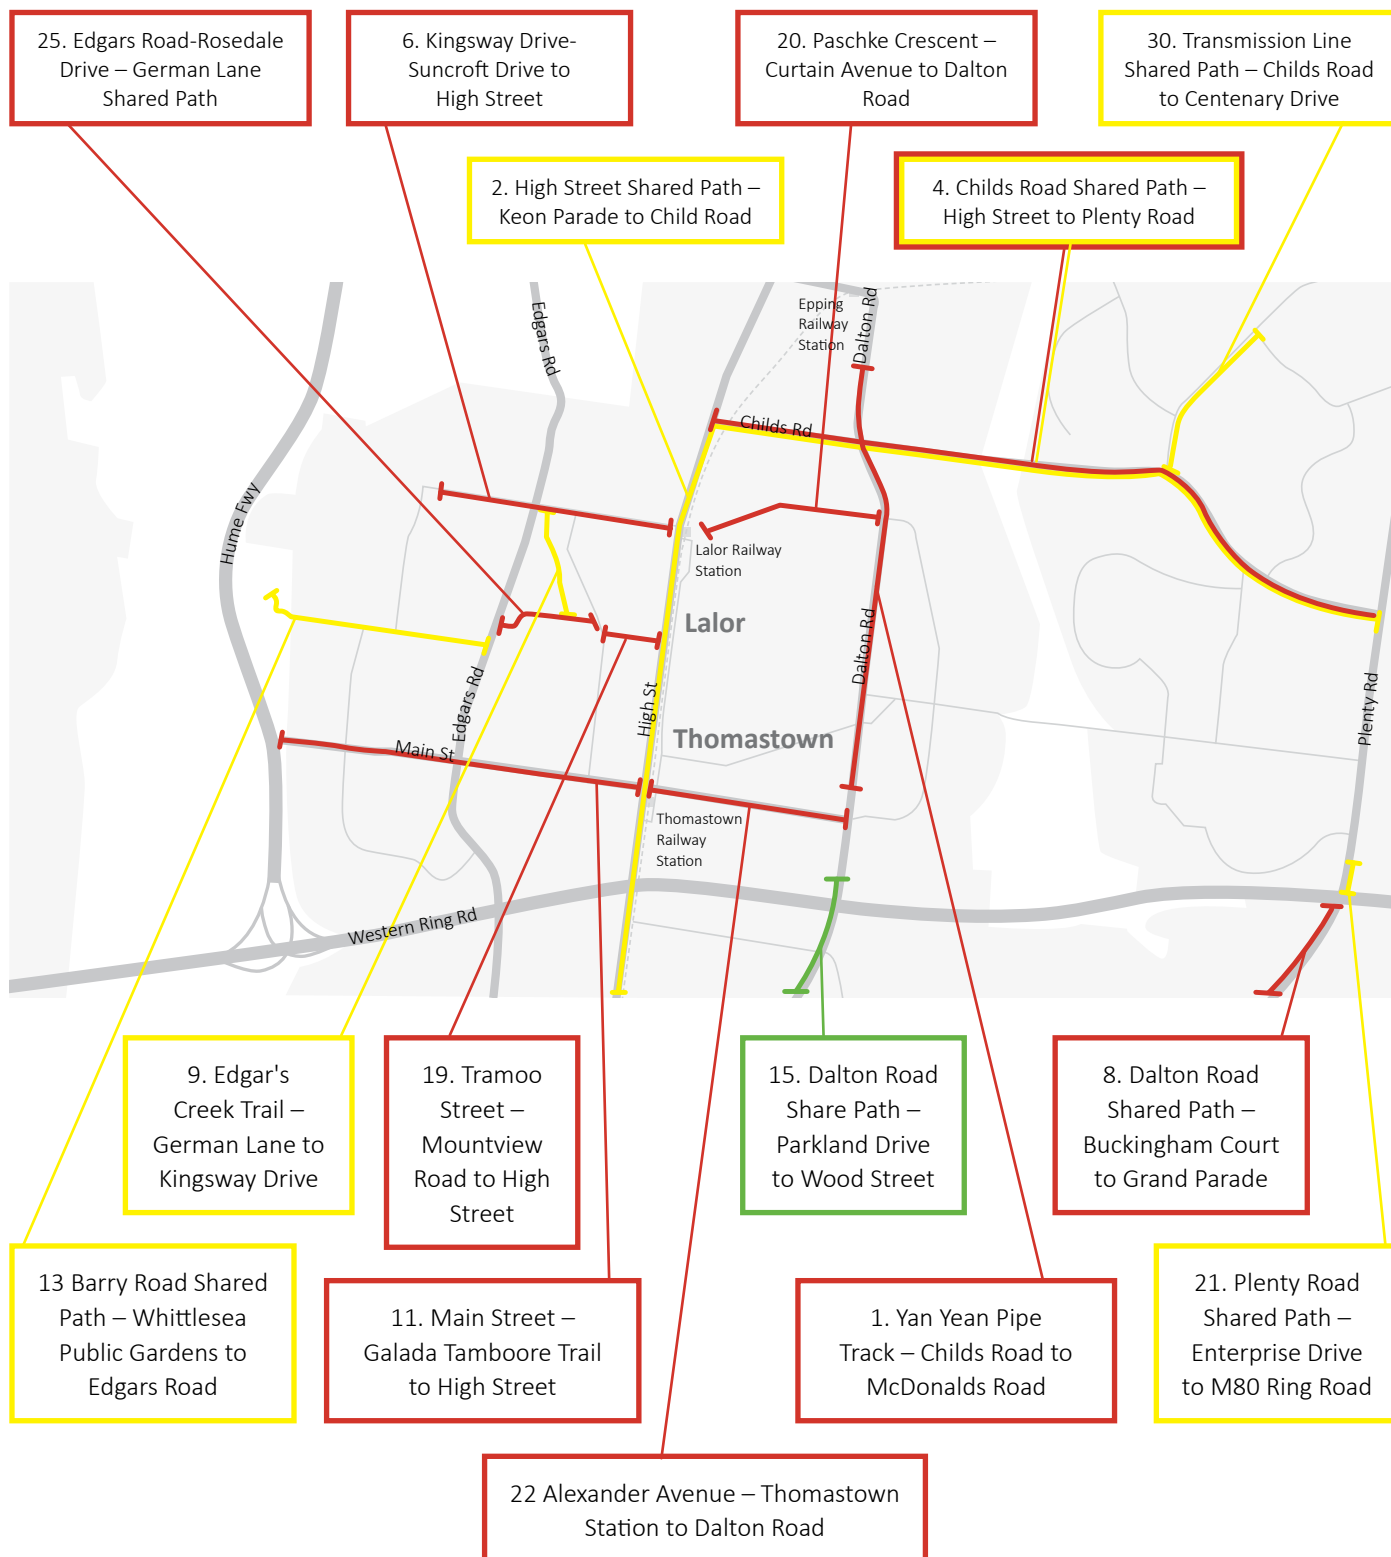 25. Edgars Road-Rosedale
Drive – German Lane
Shared Path
6. Kingsway Drive-
Suncroft Drive to
High Street
20. Paschke Crescent –
Curtain Avenue to Dalton
Road
30. Transmission Line
Shared Path – Childs Road
to Centenary Drive
2. High Street Shared Path –
Keon Parade to Child Road
4. Childs Road Shared Path –
High Street to Plenty Road
Epping
Railway
Station
Dalton Rd
Edgars Rd
Childs Rd
Hume Fwy
Lalor Railway
Station
Lalor
Dalton Rd
Edgars Rd
High St
Plenty Rd
Thomastown
Main St
Thomastown
Railway
Station
Western Ring Rd
9. Edgar's
Creek Trail –
German Lane to
Kingsway Drive
19. Tramoo
Street –
Mountview
Road to High
Street
15. Dalton Road
Share Path –
Parkland Drive
to Wood Street
8. Dalton Road
Shared Path –
Buckingham Court
to Grand Parade
13 Barry Road Shared
Path – Whittlesea
Public Gardens to
Edgars Road
11. Main Street –
Galada Tamboore Trail
to High Street
1. Yan Yean Pipe
Track – Childs Road to
McDonalds Road
21. Plenty Road
Shared Path –
Enterprise Drive
to M80 Ring Road
22 Alexander Avenue – Thomastown
Station to Dalton Road